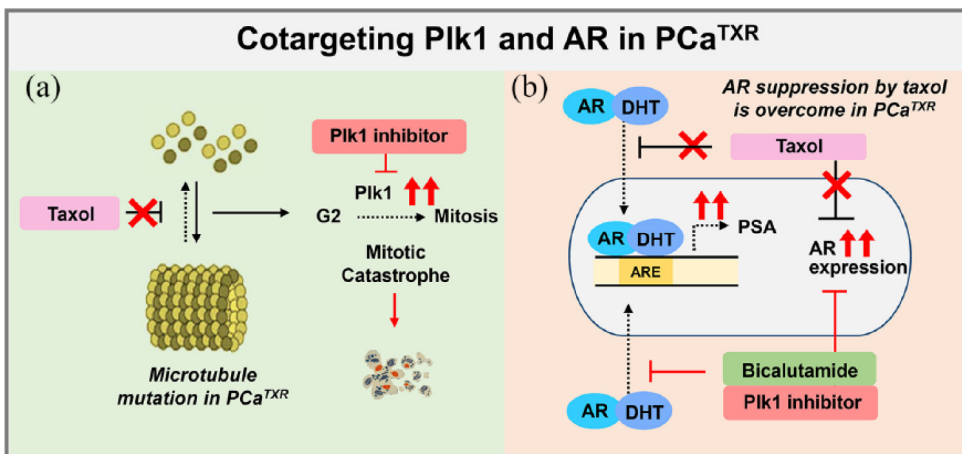 Cotargeting Plk1 and AR in PCaTXR
(a)
Plk1 inhibitor
Plk1
Taxol
G2
Mitosis
Mitotic
Catastrophe
Microtubule
mutation in PCaTXR
(b)
AR suppression by taxol
is overcome in PCaTXR
AR
DHT
Taxol
AR
DHT
PSA
ARE
AR
expression
Bicalutamide
Plk1 inhibitor
AR
DHT